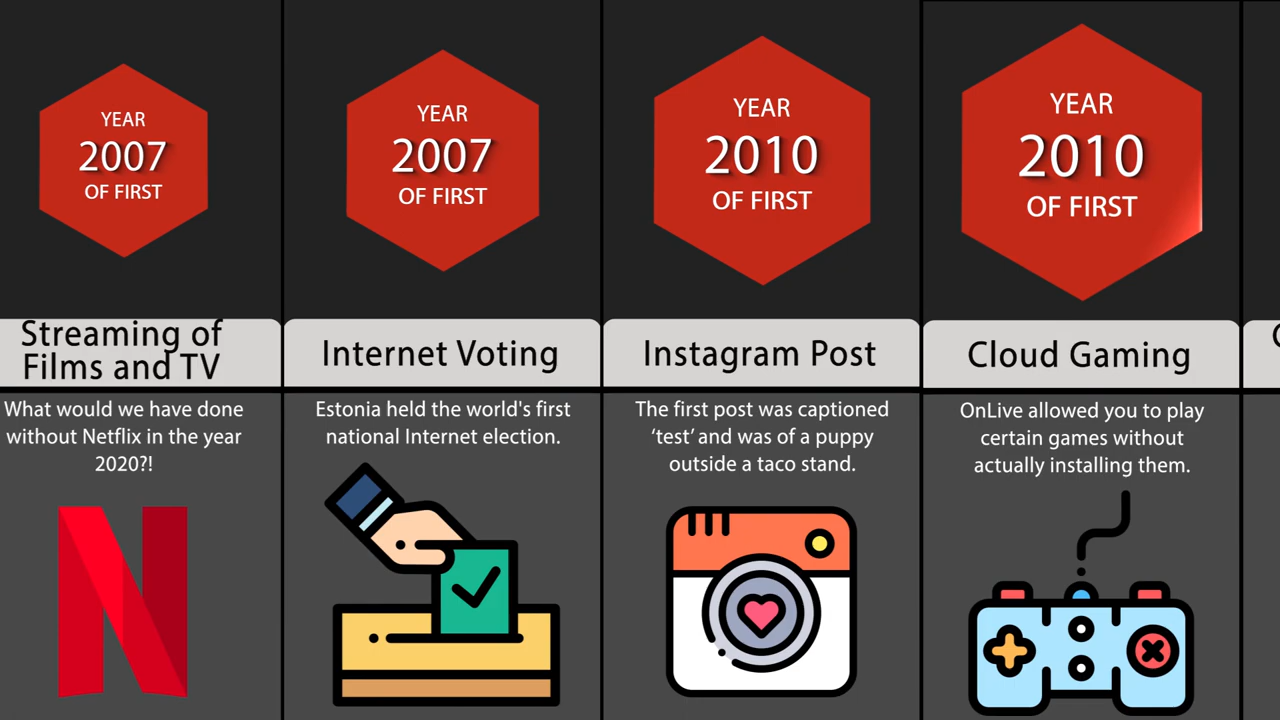 YEAR
2007
OF FIRST
Streaming of
Films and TV
What would we have done
without Netflix in the year
2020?!
YEAR
2007
OF FIRST
Internet Voting
Estonia held the world's first
national Internet election.
YEAR
2010
OF FIRST
Instagram Post
The first post was captioned
‘test’ and was of a puppy
outside a taco stand.
YEAR
2010
OF FIRST
Cloud Gaming
OnLive allowed you to play
certain games without
actually installing them.